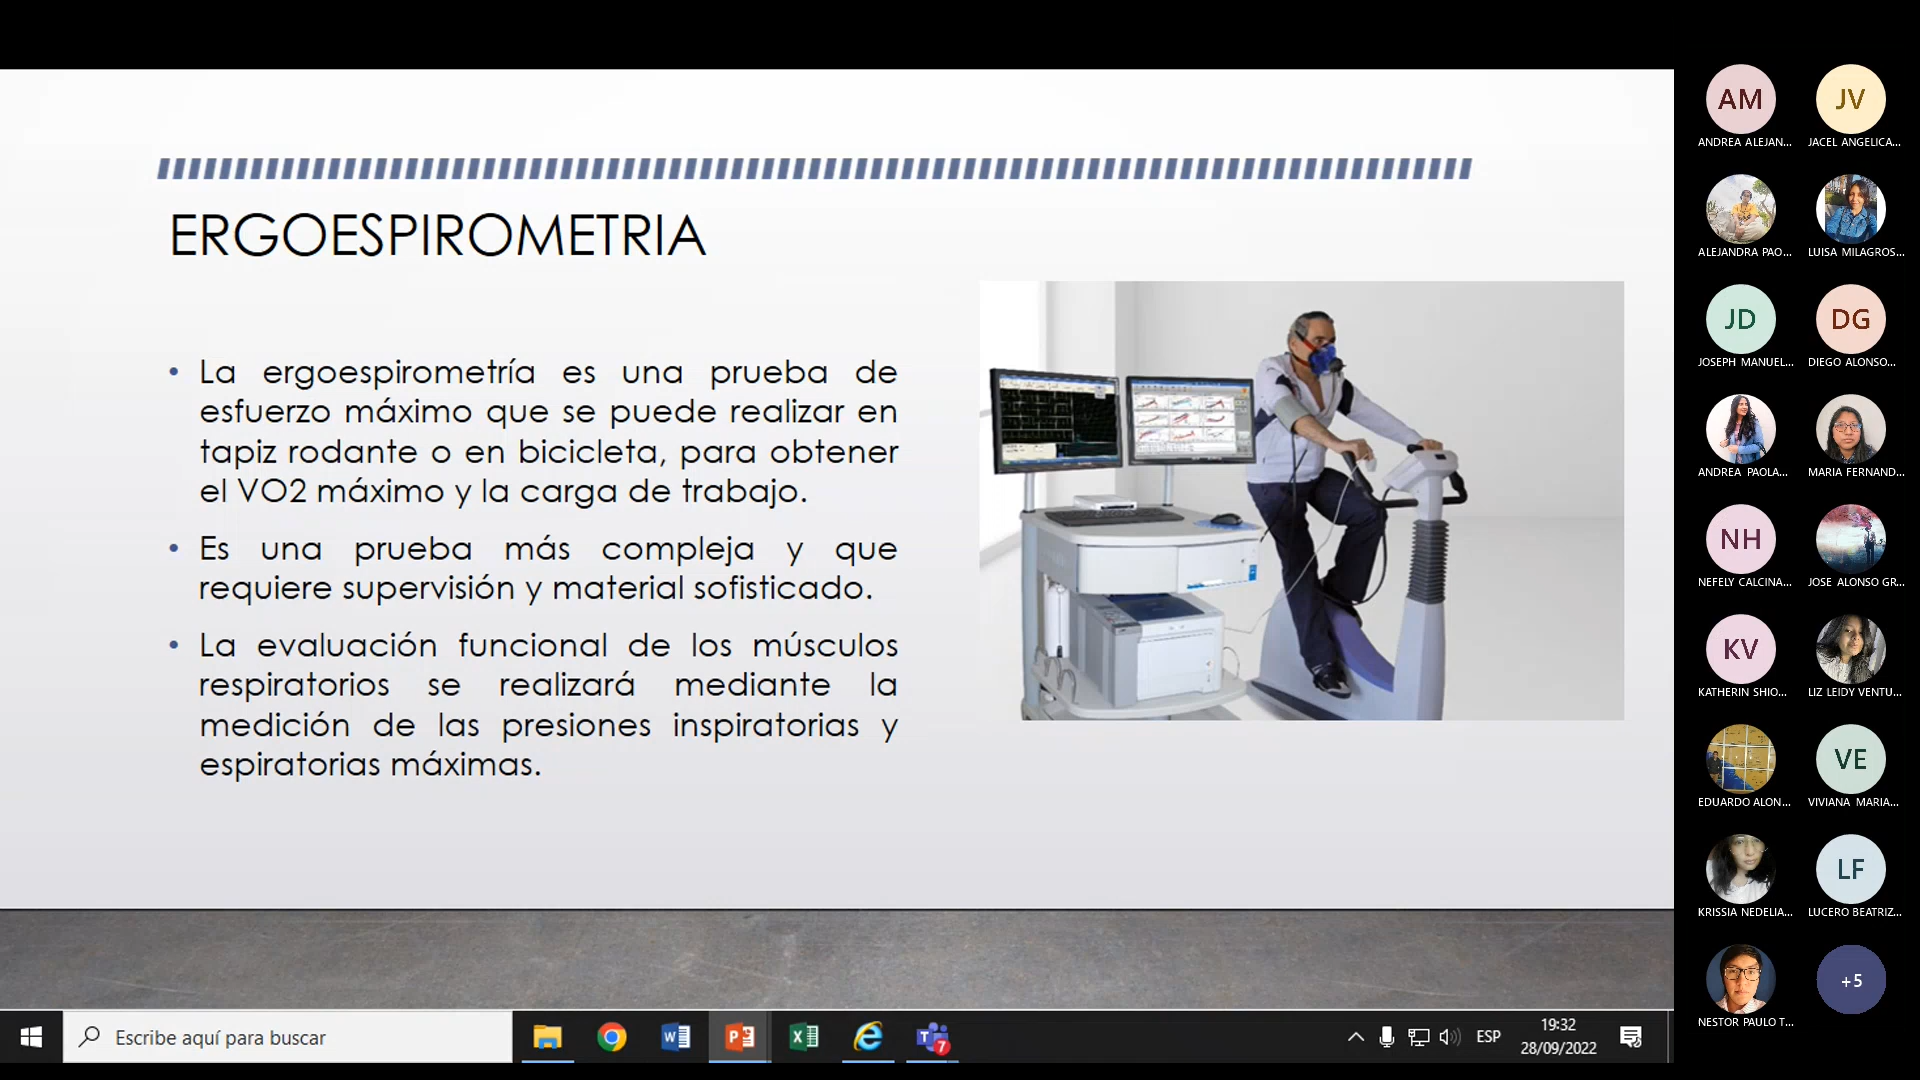 ERGOESPIROMETRIA
• La ergoespirometría es una prueba de
esfuerzo máximo que se puede realizar en
tapiz rodante o en bicicleta, para obtener
el VO2 máximo y la carga de trabajo.
• Es una prueba más compleja y que
requiere supervisión y material sofisticado.
• La evaluación funcional de los músculos
respiratorios se realizará mediante la
medición de las presiones inspiratorias y
espiratorias máximas.
AM
ANDREA ALEJAN...
JV
JACEL ANGELICA...
ALEJANDRA PAO...
LUISA MILAGROS...
JD
JOSEPH MANUEL...
DG
DIEGO ALONSO...
ANDREA PAOLA...
MARIA FERNAND...
NH
NEFELY CALCINA...
JOSE ALONSO GR...
KV
KATHERIN SHIO...
LIZ LEIDY VENTU...
EDUARDO ALON...
VE
VIVIANA MARIA...
KRISSIA NEDELIA...
LF
LUCERO BEATRIZ...
NESTOR PAULO T...
+5
Escribe aquí para buscar
7
ESP
19:32
28/09/2022